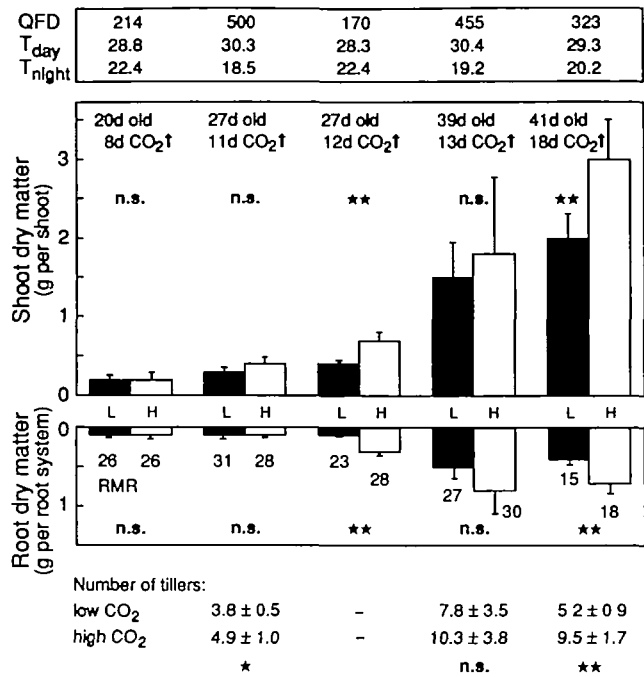 QFD 214 500 170 455 323
Tday 28.8 30.3 28.3 30.4 29.3
Tnight 22.4 18.5 22.4 19.2 20.2
20d old 27d old 27d old 39d old 41d old
8d CO2↑ 11d CO2↑ 12d CO2↑ 13d CO2↑ 18d CO2↑
n.s. n.s. ★★ n.s. ★★
3
2
1
0
Shoot dry matter
(g per shoot)
L H L H L H L H L H
0
1
Root dry matter
(g per root system)
26 26 31 28 23 28 27 30 15 18
RMR
n.s. n.s. ★★ n.s. ★★
Number of tillers:
low CO2 3.8 ± 0.5 – 7.8 ± 3.5 5 2 ± 0 9
high CO2 4.9 ± 1.0 – 10.3 ± 3.8 9.5 ± 1.7
★ n.s. ★★